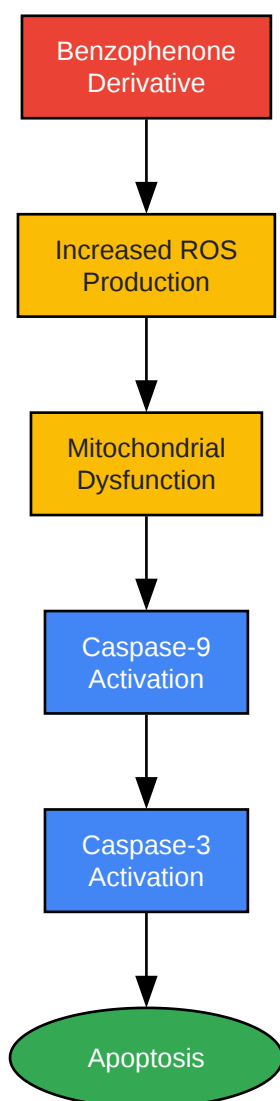 Benzophenone
Derivative
Increased ROS
Production
Mitochondrial
Dysfunction
Caspase-9
Activation
Caspase-3
Activation
Apoptosis